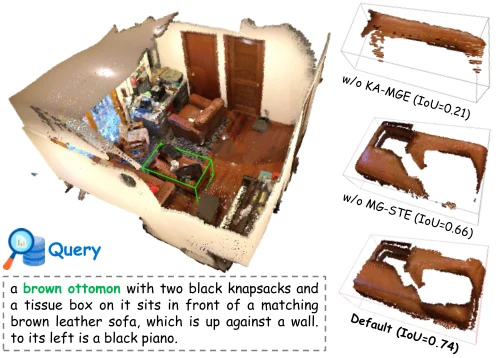 w/o KA-MGE (IoU=0.21)
w/o MG-STE (IoU=0.66)
Default (IoU=0.74)
Query
a brown ottomon with two black knapsacks and
a tissue box on it sits in front of a matching
brown leather sofa, which is up against a wall.
to its left is a black piano.